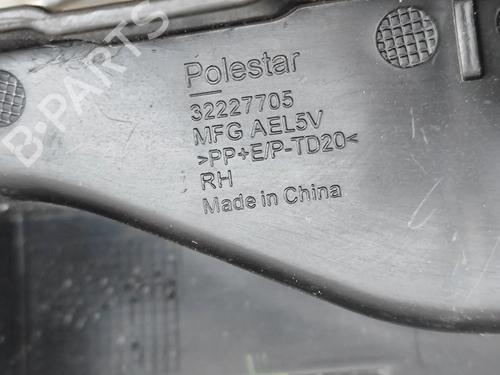 Polestar
32227705
MFG AEL5V
>PP+E/P-TD20<
RH
Made in China
B-PARTS